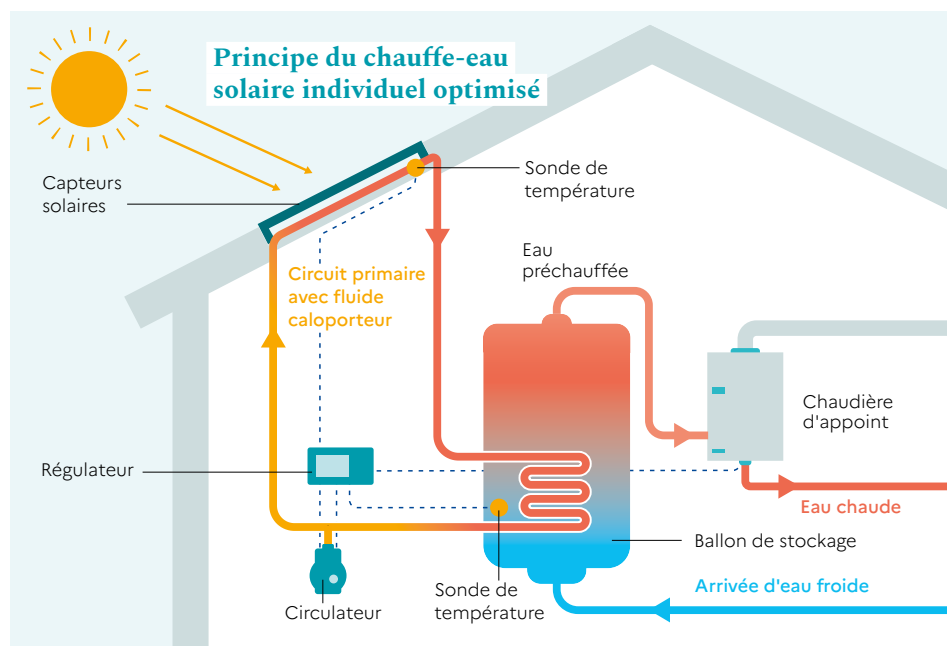 Principe du chauffe-eau
solaire individuel optimisé
Capteurs
solaires
Sonde de
température
Eau
préchauffée
Circuit primaire
avec fluide
caloporteur
Chaudière
d'appoint
Régulateur
Eau chaude
Ballon de stockage
Arrivée d'eau froide
Circulateur
Sonde de
température